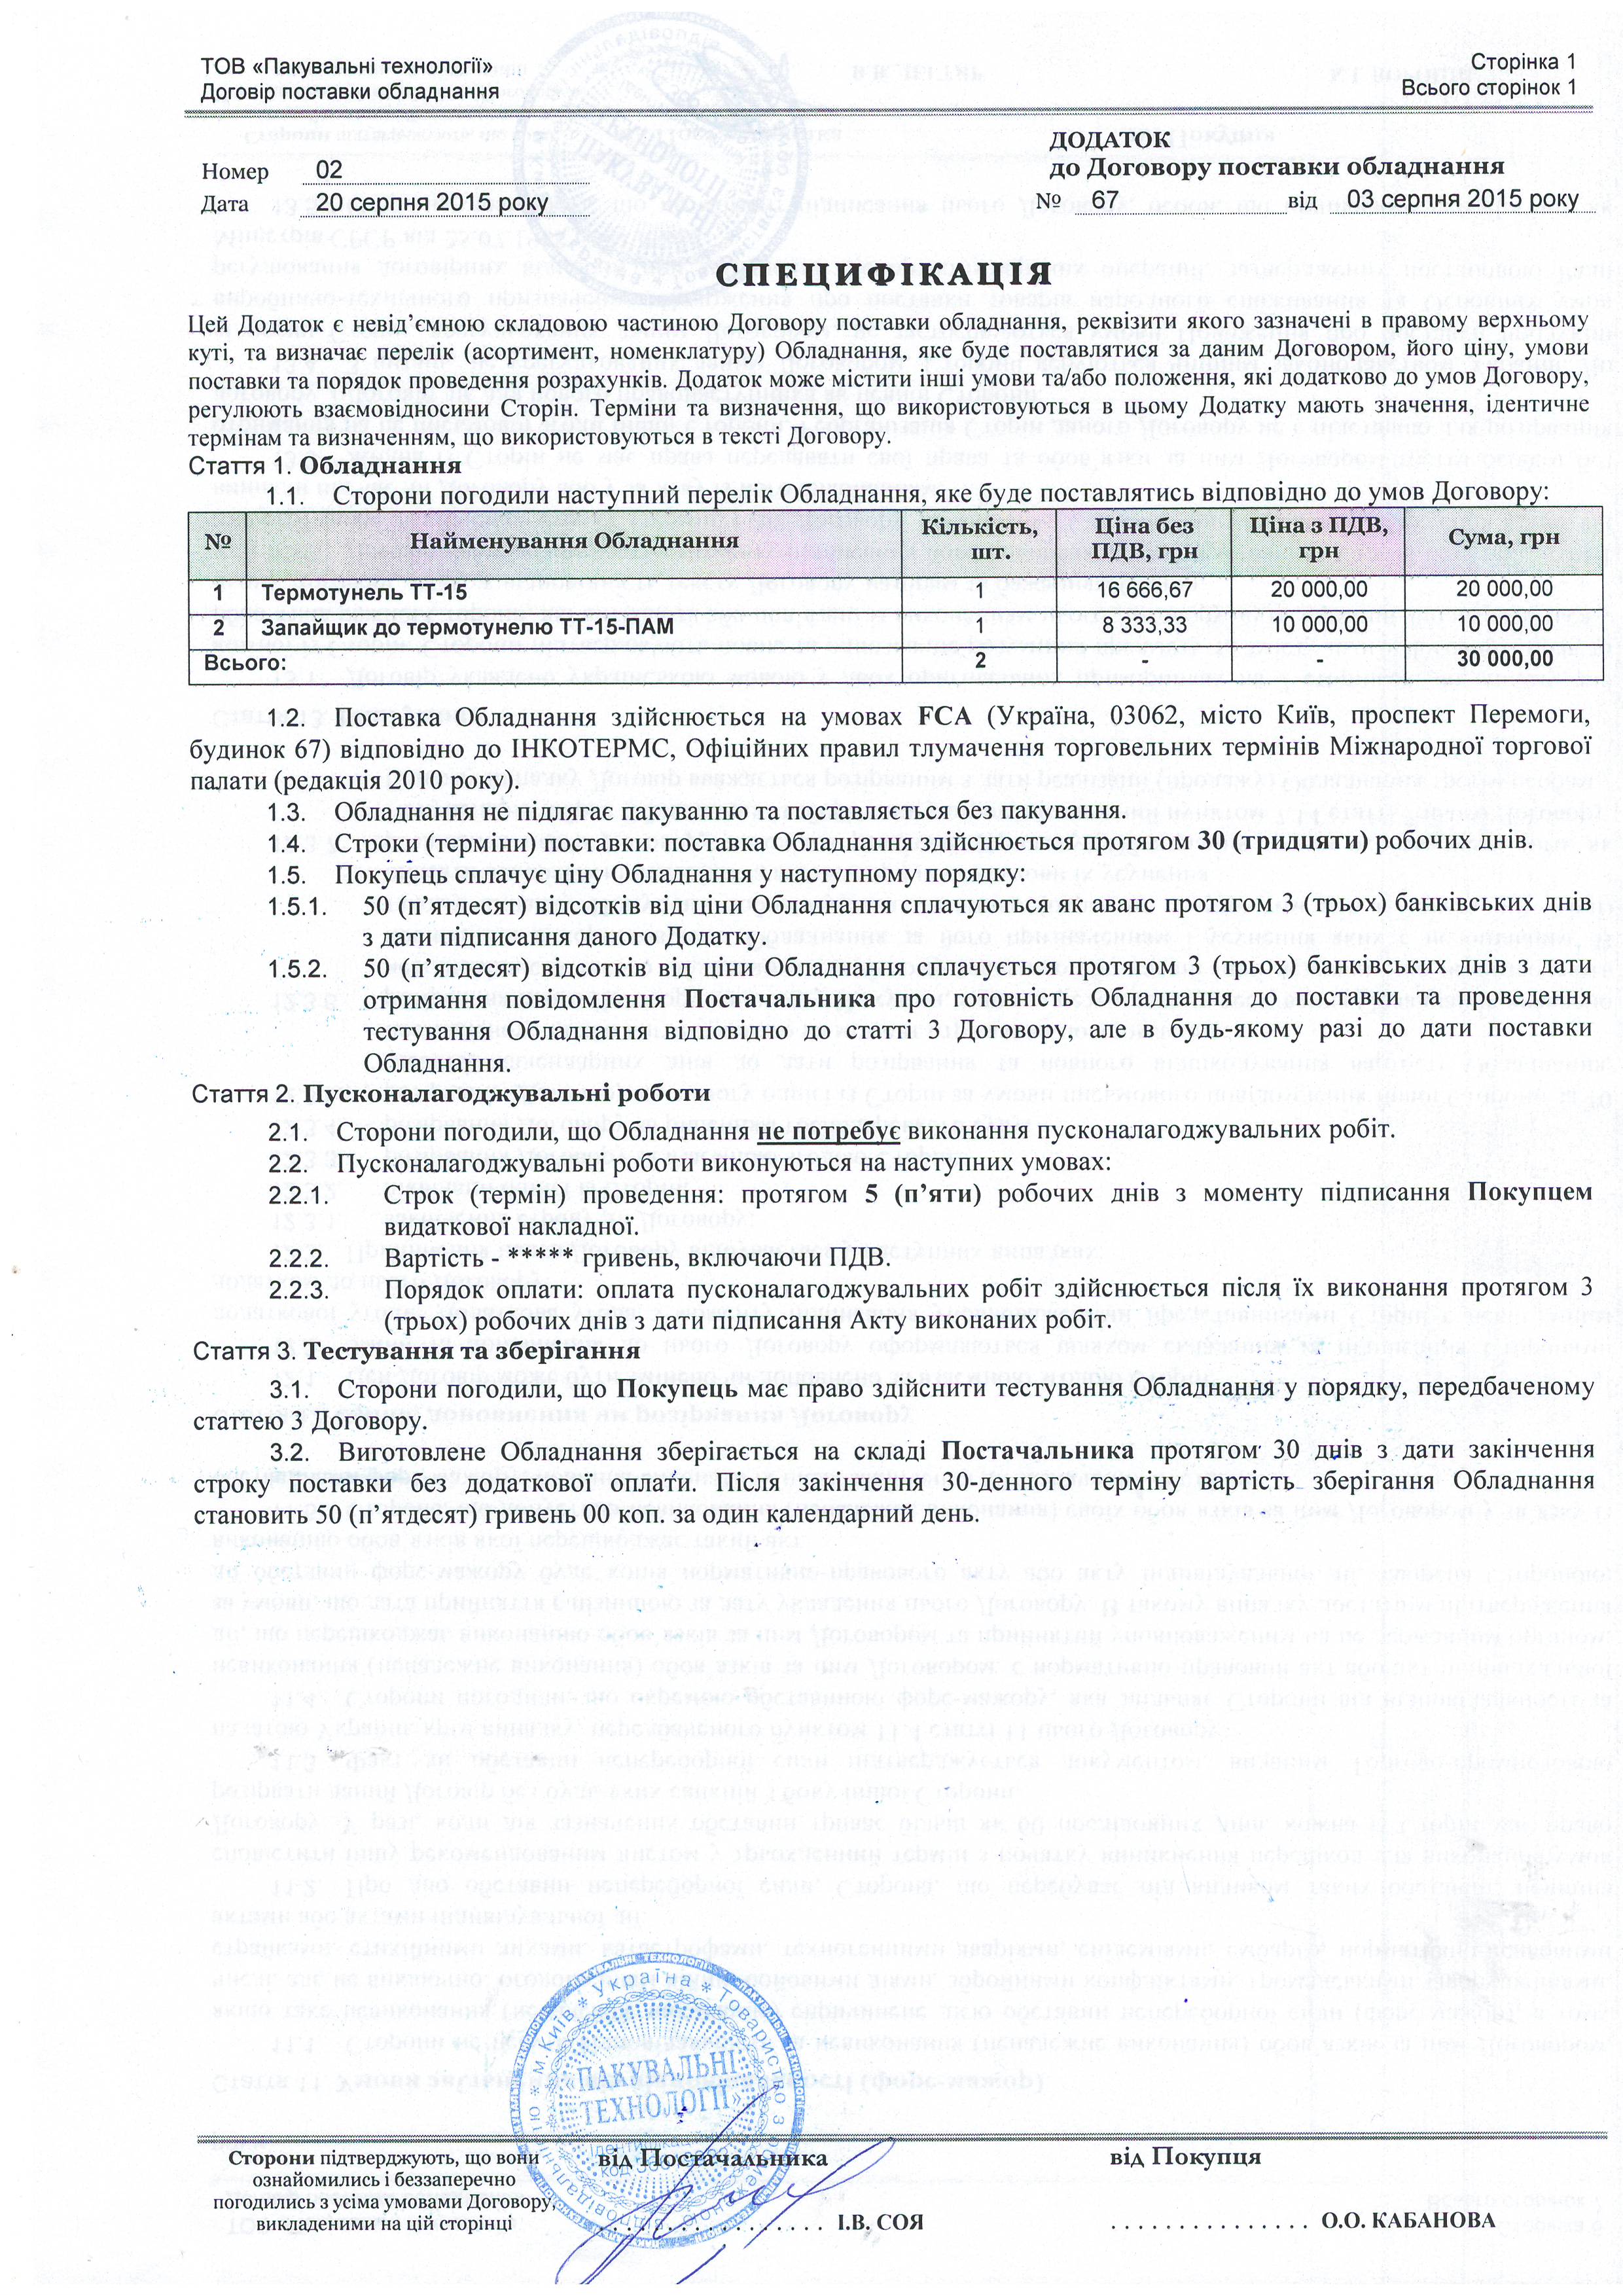 ТОВ «Пакувальні технології»
Договір поставки обладнання
Сторінка 1
Всього сторінок 1
Номер 02
Дата 20 серпня 2015 року
ДОДАТОК
до Договору поставки обладнання
№ 67 від 03 серпня 2015 року
СПЕЦИФІКАЦІЯ
Цей Додаток є невід’ємною складовою частиною Договору поставки обладнання, реквізити якого зазначені в правому верхньому
куті, та визначає перелік (асортимент, номенклатуру) Обладнання, яке буде поставлятися за даним Договором, його ціну, умови
поставки та порядок проведення розрахунків. Додаток може містити інші умови та/або положення, які додатково до умов Договору,
регулюють взаємовідносини Сторін. Терміни та визначення, що використовуються в цьому Додатку мають значення, ідентичне
термінам та визначенням, що використовуються в тексті Договору.
Стаття 1. Обладнання
1.1. Сторони погодили наступний перелік Обладнання, яке буде поставлятись відповідно до умов Договору:
№ Найменування Обладнання Кількість, шт. Ціна без ПДВ, грн Ціна з ПДВ, грн Сума, грн
1 Термотунель ТТ-15 1 16 666,67 20 000,00 20 000,00
2 Запайщик до термотунелю ТТ-15-ПАМ 8 333,33 10 000,00 10 000,00
Всього: 2 - - 30 000,00
1.2. Поставка Обладнання здійснюється на умовах FCA (Україна, 03062, місто Київ, проспект Перемоги,
будинок 67) відповідно до ІНКОТЕРМС, Офіційних правил тлумачення торговельних термінів Міжнародної торгової
палати (редакція 2010 року).
1.3. Обладнання не підлягає пакуванню та поставляється без пакування.
1.4. Строки (терміни) поставки: поставка Обладнання здійснюється протягом 30 (тридцяти) робочих днів.
1.5. Покупець сплачує ціну Обладнання у наступному порядку:
1.5.1. 50 (п’ятдесят) відсотків від ціни Обладнання сплачуються як аванс протягом 3 (трьох) банківських днів
з дати підписання даного Додатку.
1.5.2. 50 (п’ятдесят) відсотків від ціни Обладнання сплачується протягом 3 (трьох) банківських днів з дати
отримання повідомлення Постачальника про готовність Обладнання до поставки та проведення
тестування Обладнання відповідно до статті 3 Договору, але в будь-якому разі до дати поставки
Обладнання.
Стаття 2. Пусконалагоджувальні роботи
2.1. Сторони погодили, що Обладнання не потребує виконання пусконалагоджувальних робіт.
2.2. Пусконалагоджувальні роботи виконуються на наступних умовах:
2.2.1. Строк (термін) проведення: протягом 5 (п’яти) робочих днів з моменту підписання Покупцем
видаткової накладної.
2.2.2. Вартість - ***** гривень, включаючи ПДВ.
2.2.3. Порядок оплати: оплата пусконалагоджувальних робіт здійснюється після їх виконання протягом 3
(трьох) робочих днів з дати підписання Акту виконаних робіт.
Стаття 3. Тестування та зберігання
3.1. Сторони погодили, що Покупець має право здійснити тестування Обладнання у порядку, передбаченому
статтею 3 Договору.
3.2. Виготовлене Обладнання зберігається на складі Постачальника протягом 30 днів з дати закінчення
строку поставки без додаткової оплати. Після закінчення 30-денного терміну вартість зберігання Обладнання
становить 50 (п’ятдесят) гривень 00 коп. за один календарний день.
м.Київ * Україна * Товариство з
«ПАКУВАЛЬНІ
ТЕХНОЛОГІЇ»
Сторони підтверджують, що вони
ознайомились і беззаперечно
погодились з усіма умовами Договору,
викладеними на цій сторінці
від Постачальника
І.В. СОЯ
від Покупця
О.О. КАБАНОВА